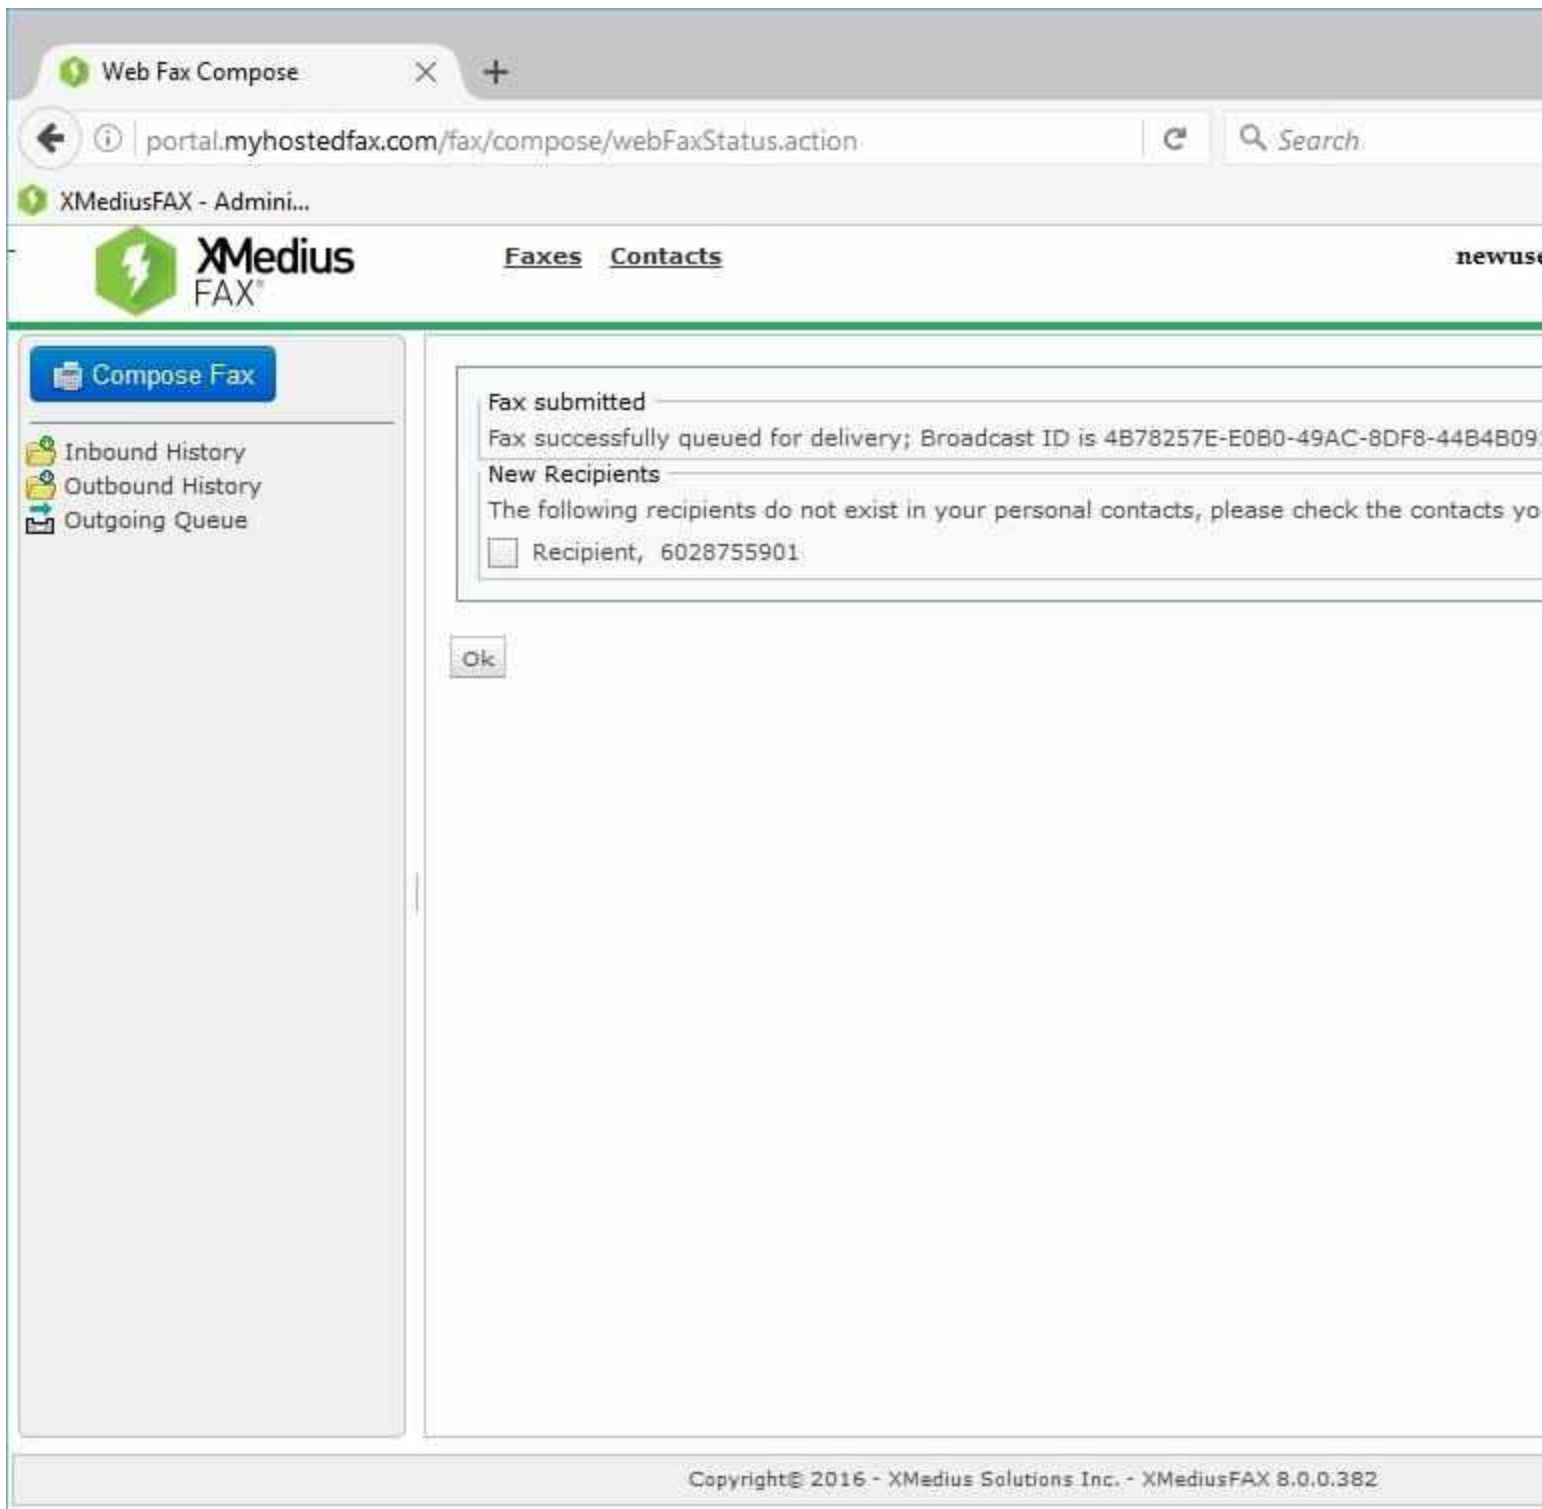 Web Fax Compose
portal.myhostedfax.com/fax/compose/webFaxStatus.action
Search
XMediusFAX - Admini...
XMedius
FAX®
Faxes Contacts
newuse
Compose Fax
Inbound History
Outbound History
Outgoing Queue
Fax submitted
Fax successfully queued for delivery; Broadcast ID is 4B78257E-E0B0-49AC-8DF8-44B4B09
New Recipients
The following recipients do not exist in your personal contacts, please check the contacts yo
Recipient, 6028755901
Ok
Copyright© 2016 - XMedius Solutions Inc. - XMediusFAX 8.0.0.382